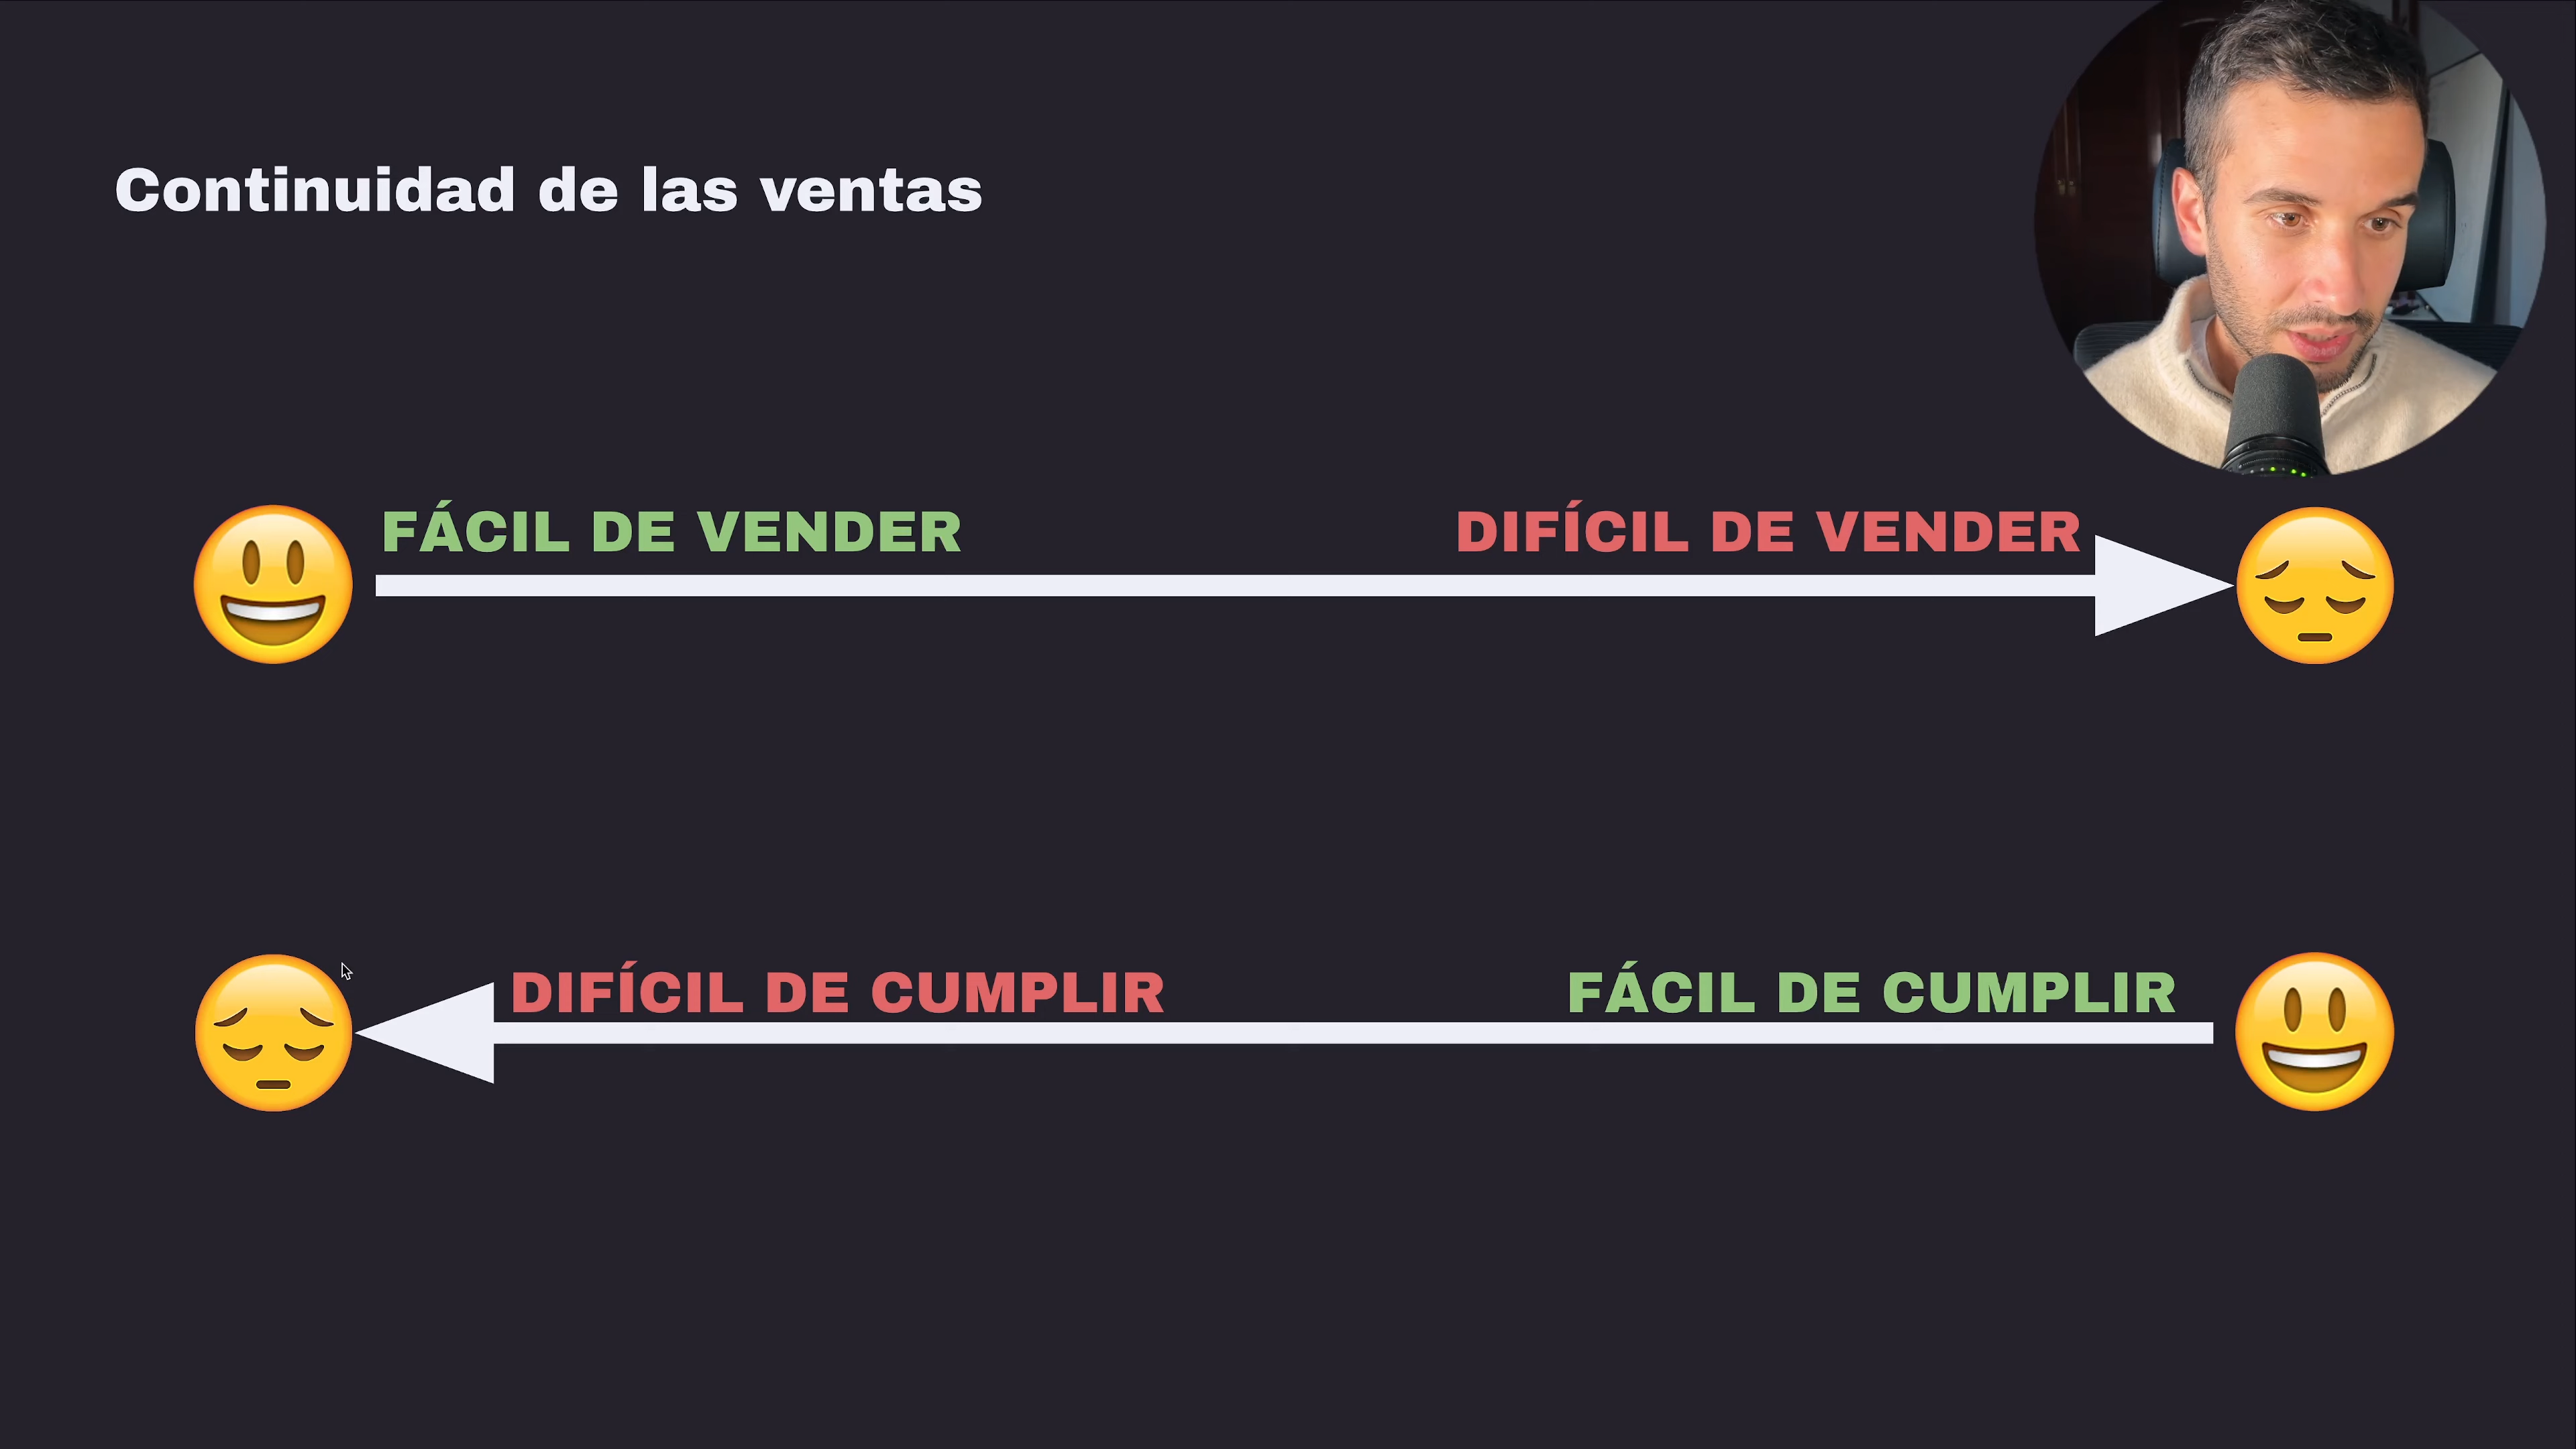 Continuidad de las ventas
FÁCIL DE VENDER
DIFÍCIL DE VENDER
DIFÍCIL DE CUMPLIR
FÁCIL DE CUMPLIR